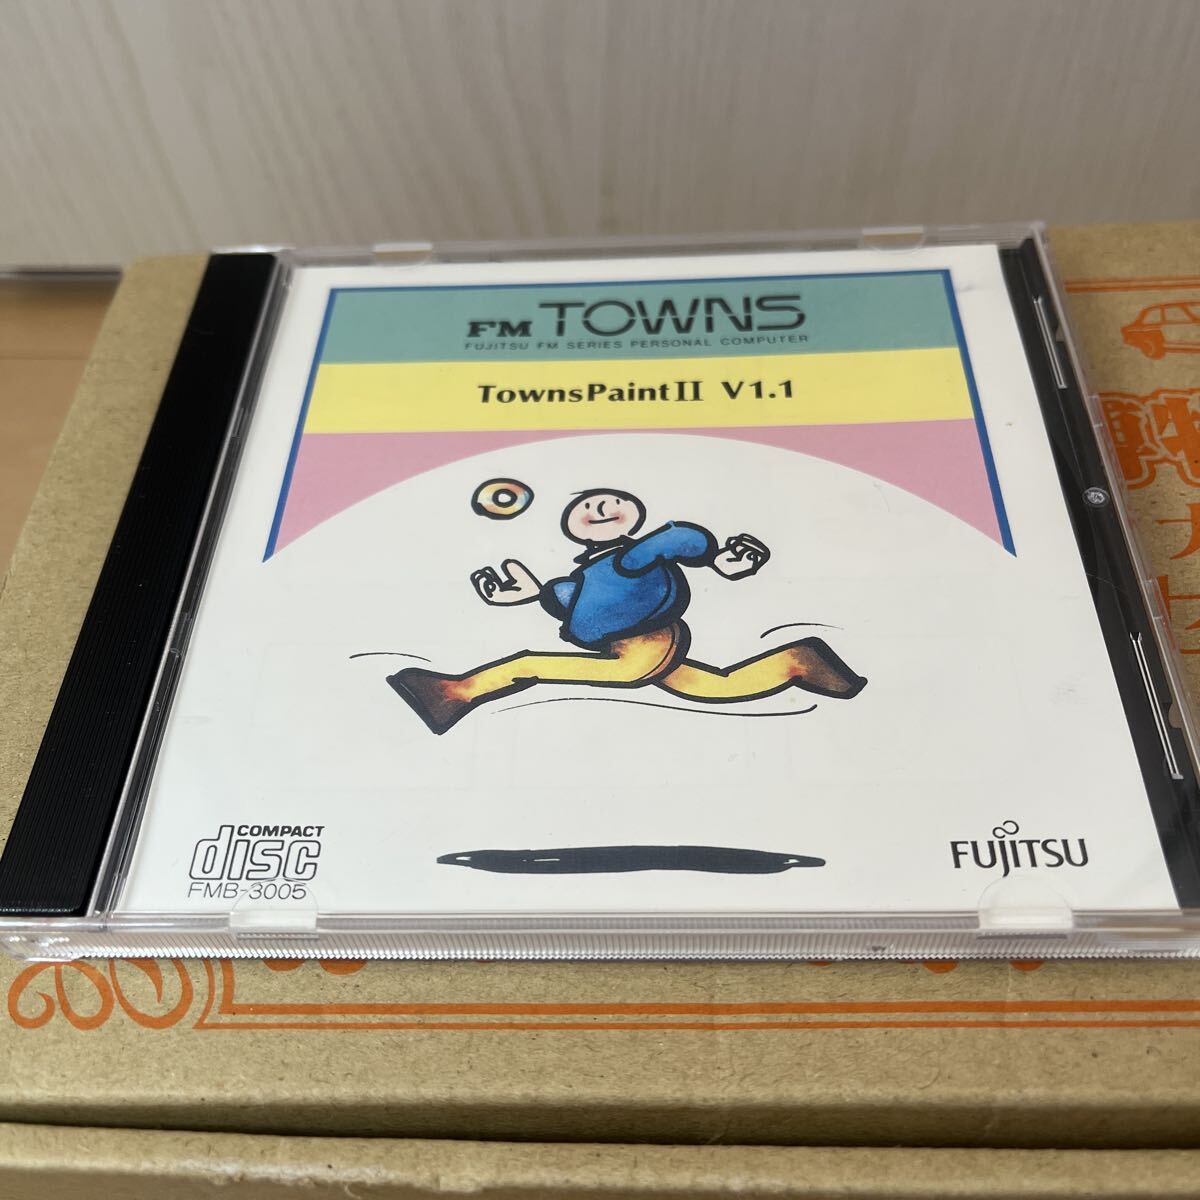 FM TOWNS
FUJITSU FM SERIES PERSONAL COMPUTER
TownsPaintII V1.1
COMPACT
disc
FMB-3005
FUJITSU